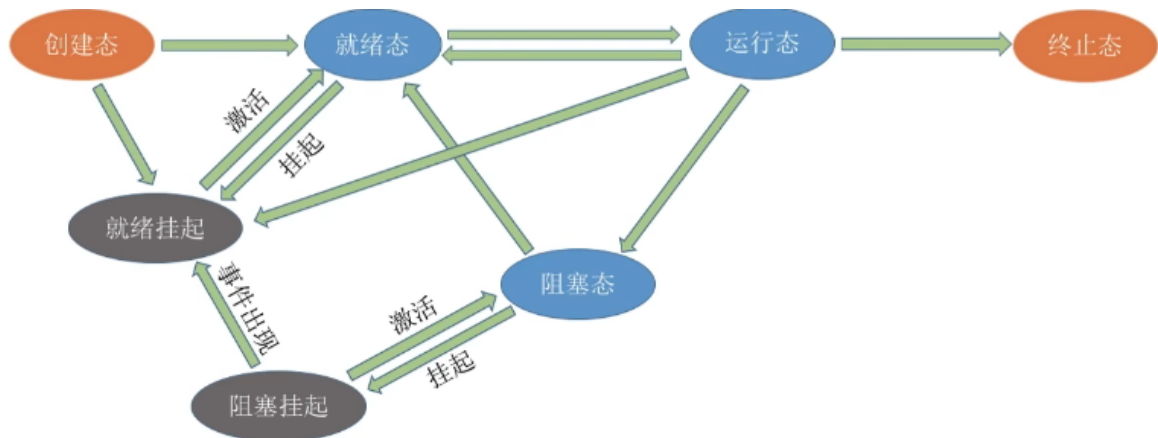 创建态
就绪态
运行态
终止态
激活
挂起
就绪挂起
阻塞态
事件出现
激活
挂起
阻塞挂起